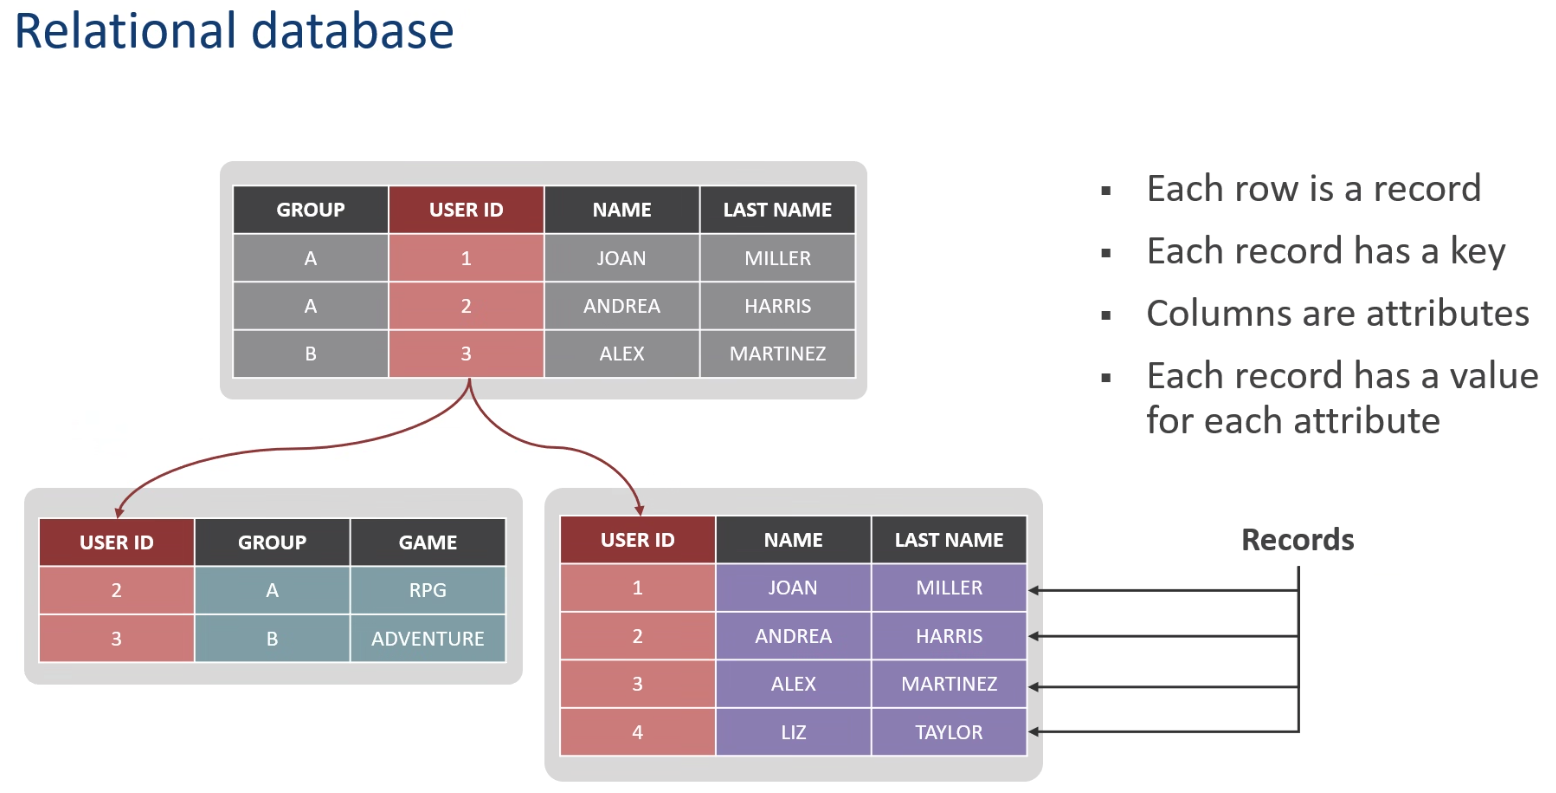 Relational database
GROUP USER ID NAME LAST NAME
A 1 JOAN MILLER
A 2 ANDREA HARRIS
B 3 ALEX MARTINEZ
▪ Each row is a record
▪ Each record has a key
▪ Columns are attributes
▪ Each record has a value
for each attribute
USER ID GROUP GAME
2 A RPG
3 B ADVENTURE
USER ID NAME LAST NAME
1 JOAN MILLER
2 ANDREA HARRIS
3 ALEX MARTINEZ
4 LIZ TAYLOR
Records